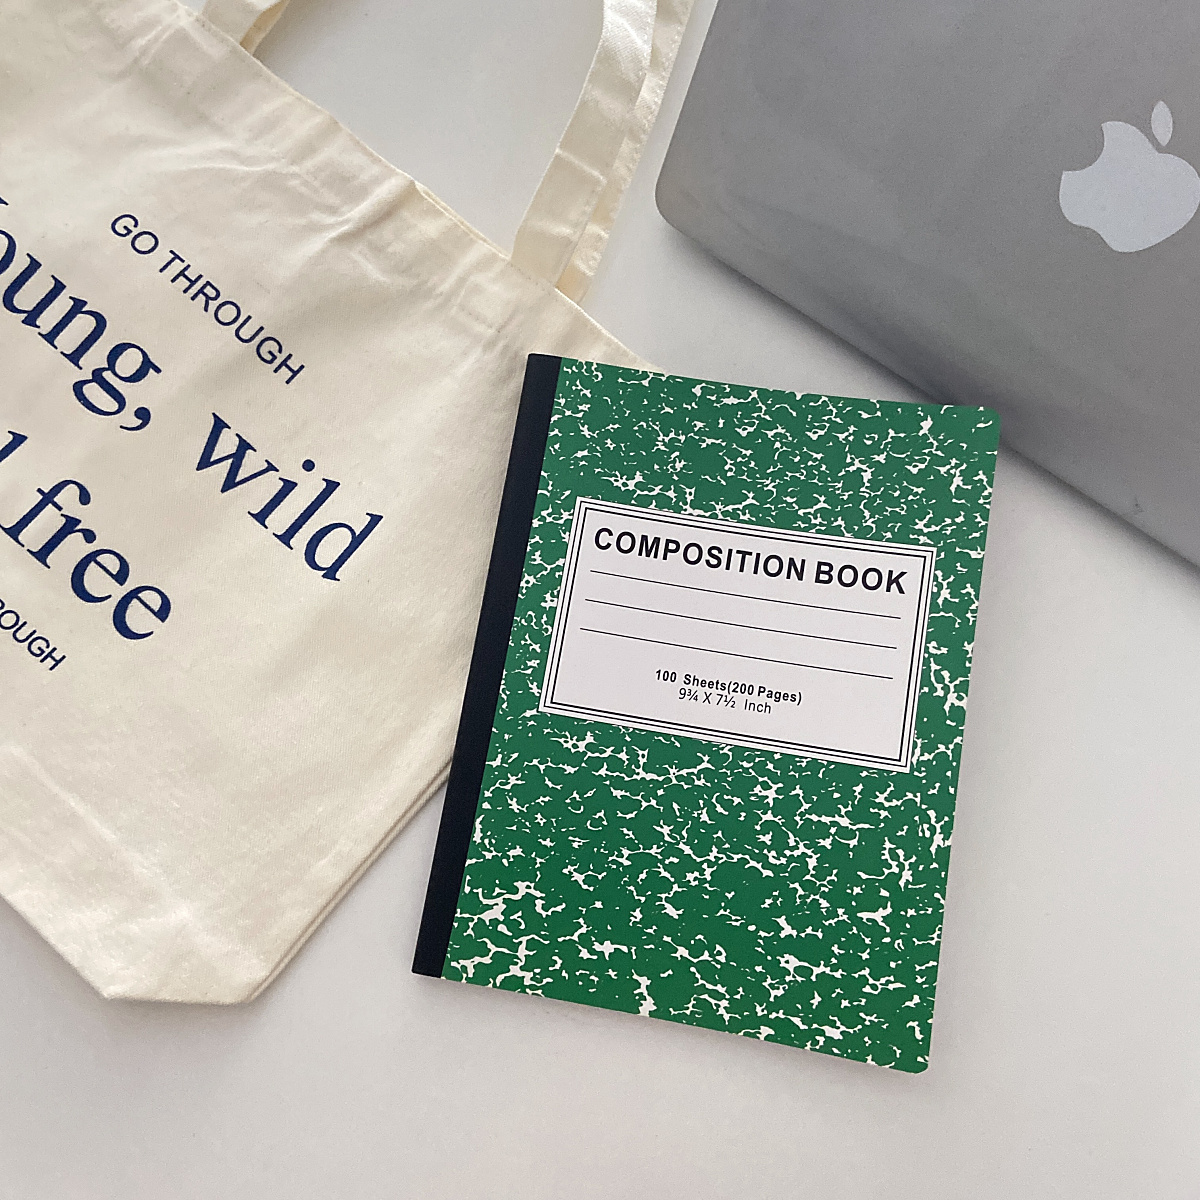 GO THROUGH
oung, wild
free
ROUGH
COMPOSITION BOOK
100 Sheets(200 Pages)
9¾ X 7½ Inch